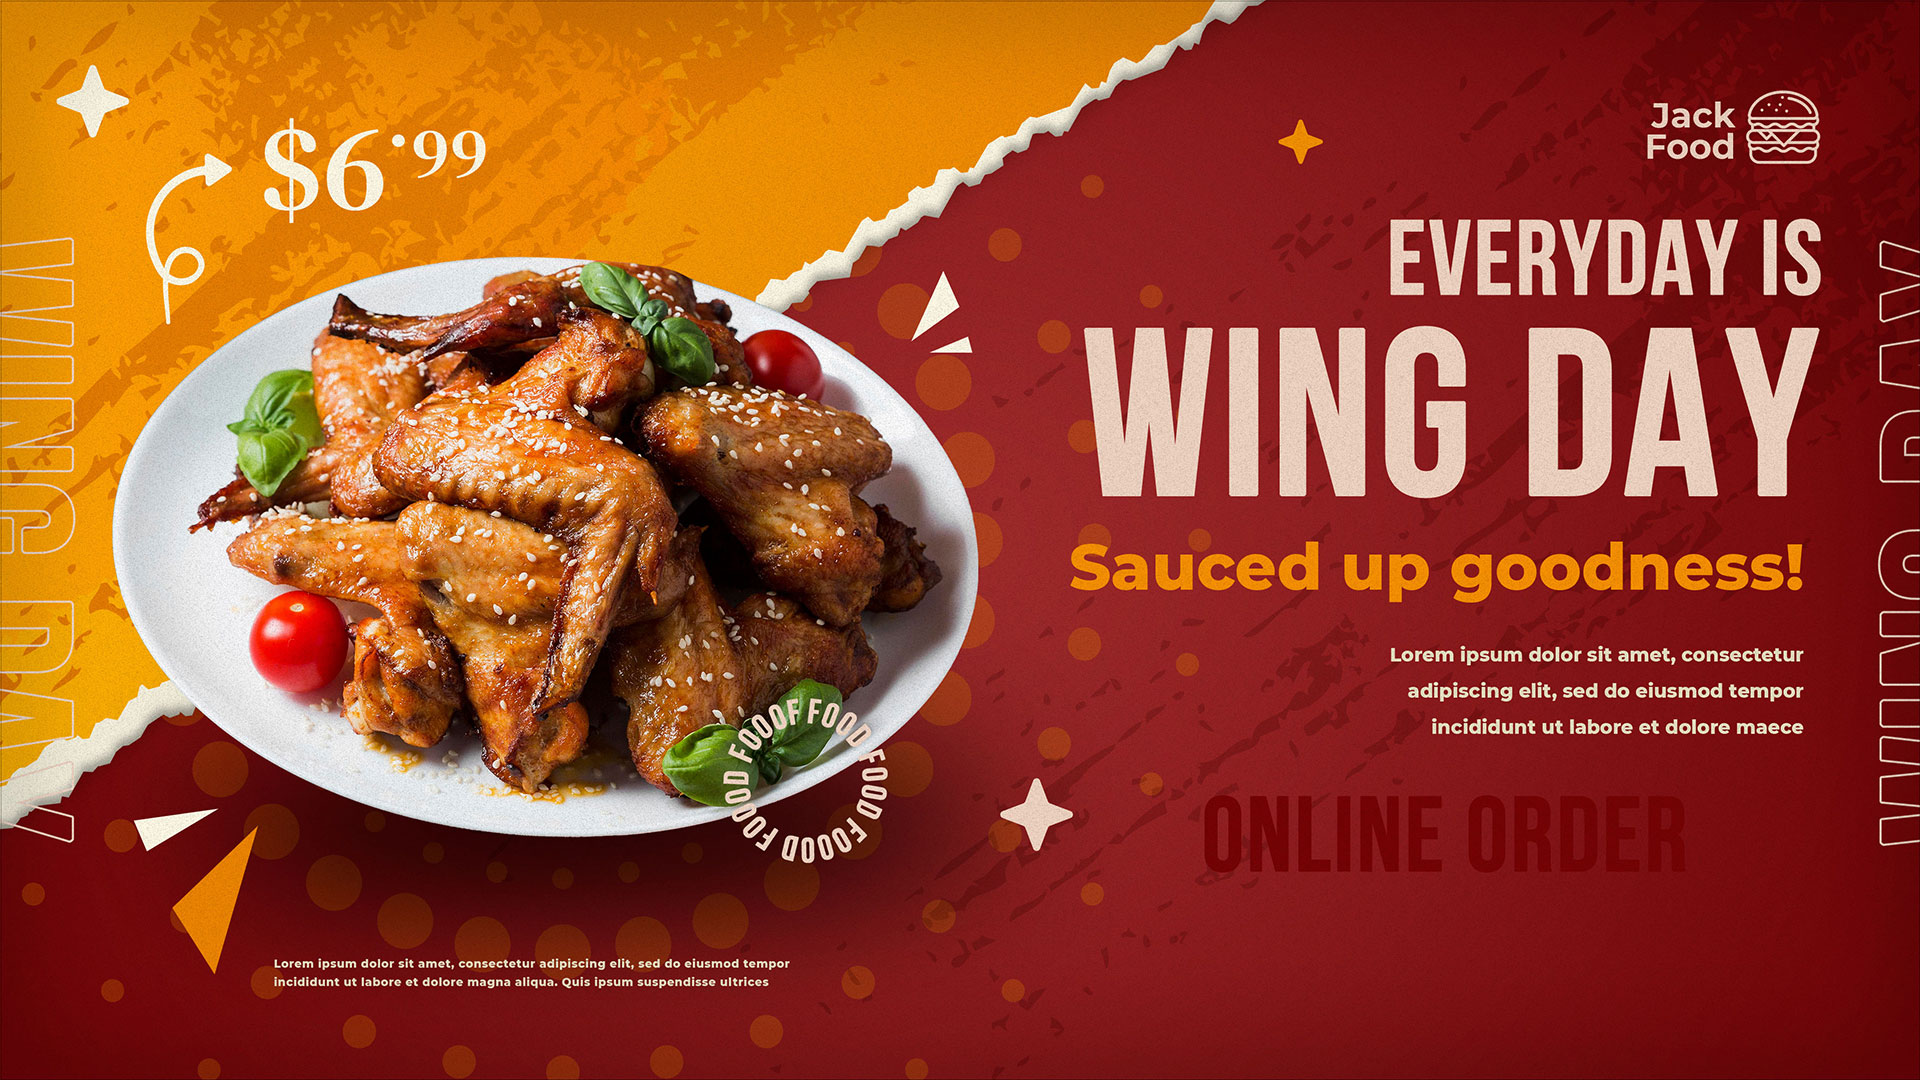 $6.99
Jack
Food
EVERYDAY IS
WING DAY
Sauced up goodness!
Lorem ipsum dolor sit amet, consectetur
adipiscing elit, sed do eiusmod tempor
incididunt ut labore et dolore maece
ONLINE ORDER
FOOD FOOD FOOOD FOOOD FOOD FOOOF
Lorem ipsum dolor sit amet, consectetur adipiscing elit, sed do eiusmod tempor
incididunt ut labore et dolore magna aliqua. Quis ipsum suspendisse ultrices
WING DAY
WING DAY